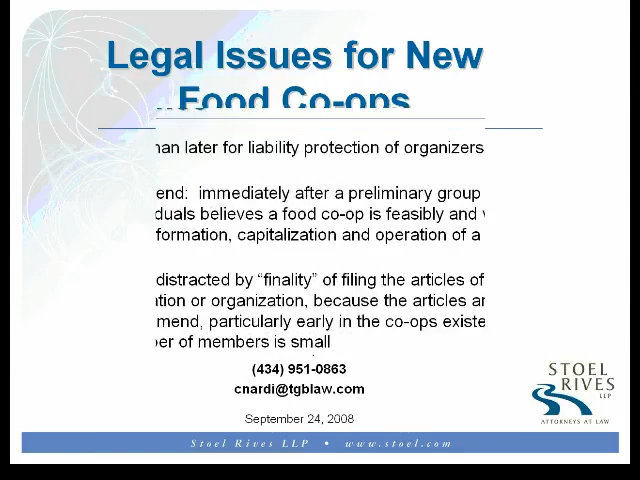 Legal Issues for New
Food Co-ops
han later for liability protection of organizers
end: immediately after a preliminary group
duals believes a food co-op is feasibly and
formation, capitalization and operation of a
distracted by “finality” of filing the articles of
tion or organization, because the articles ar
mend, particularly early in the co-ops existe
er of members is small
(434) 951-0863
cnardi@tgblaw.com
September 24, 2008
STOEL
RIVES
LLP
ATTORNEYS AT LAW
Stoel Rives LLP • www.stoel.com